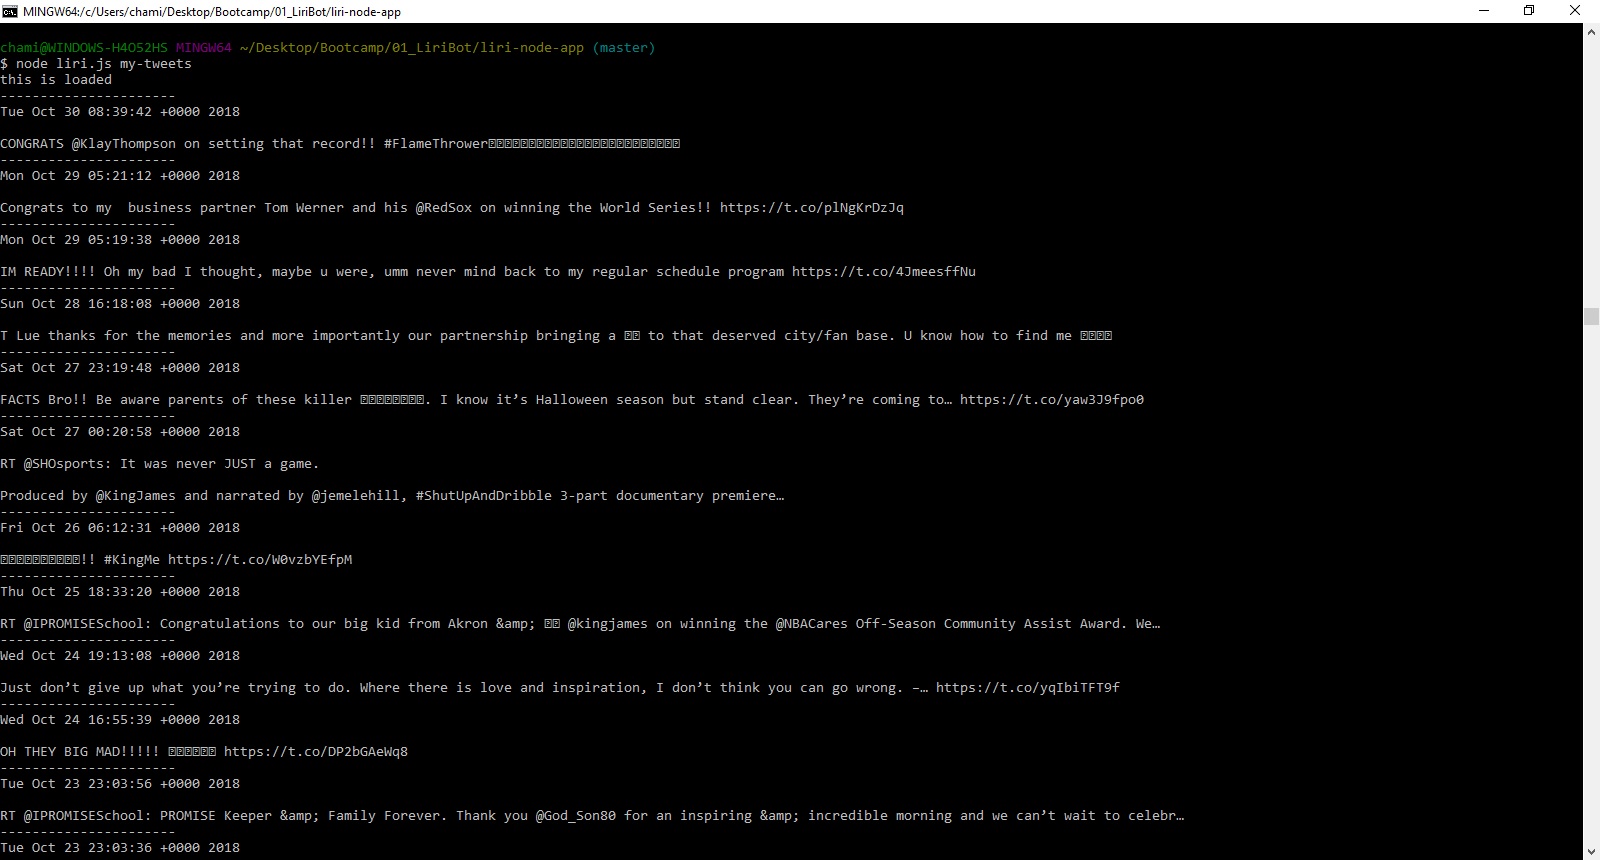 MINGW64:/c/Users/chami/Desktop/Bootcamp/01_LiriBot/liri-node-app
chami@WINDOWS-H4O52HS MINGW64 ~/Desktop/Bootcamp/01_LiriBot/liri-node-app (master)
$ node liri.js my-tweets
this is loaded
----------------------
Tue Oct 30 08:39:42 +0000 2018
CONGRATS @KlayThompson on setting that record!! #FlameThrower
----------------------
Mon Oct 29 05:21:12 +0000 2018
Congrats to my  business partner Tom Werner and his @RedSox on winning the World Series!! https://t.co/plNgKrDzJq
----------------------
Mon Oct 29 05:19:38 +0000 2018
IM READY!!!! Oh my bad I thought, maybe u were, umm never mind back to my regular schedule program https://t.co/4JmeesffNu
----------------------
Sun Oct 28 16:18:08 +0000 2018
T Lue thanks for the memories and more importantly our partnership bringing a to that deserved city/fan base. U know how to find me
----------------------
Sat Oct 27 23:19:48 +0000 2018
FACTS Bro!! Be aware parents of these killer . I know it’s Halloween season but stand clear. They’re coming to… https://t.co/yaw3J9fpo0
----------------------
Sat Oct 27 00:20:58 +0000 2018
RT @SHOsports: It was never JUST a game.
Produced by @KingJames and narrated by @jemelehill, #ShutUpAndDribble 3-part documentary premiere…
----------------------
Fri Oct 26 06:12:31 +0000 2018
!! #KingMe https://t.co/W0vzbYEfpM
----------------------
Thu Oct 25 18:33:20 +0000 2018
RT @IPROMISESchool: Congratulations to our big kid from Akron &amp; @kingjames on winning the @NBACares Off-Season Community Assist Award. We…
----------------------
Wed Oct 24 19:13:08 +0000 2018
Just don’t give up what you’re trying to do. Where there is love and inspiration, I don’t think you can go wrong. –… https://t.co/yqIbiTFT9f
----------------------
Wed Oct 24 16:55:39 +0000 2018
OH THEY BIG MAD!!!!! https://t.co/DP2bGAeWq8
----------------------
Tue Oct 23 23:03:56 +0000 2018
RT @IPROMISESchool: PROMISE Keeper &amp; Family Forever. Thank you @God_Son80 for an inspiring &amp; incredible morning and we can’t wait to celebr…
----------------------
Tue Oct 23 23:03:36 +0000 2018